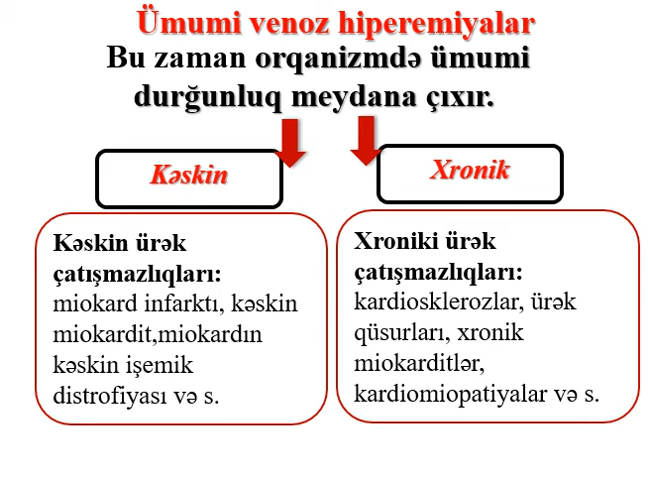 Ümumi venoz hiperemiyalar
Bu zaman orqanizmdə ümumi
durğunluq meydana çıxır.
Kəskin
Xronik
Kəskin ürək
çatışmazlıqları:
miokard infarktı, kəskin
miokardit,miokardın
kəskin işemik
distrofiyası və s.
Xroniki ürək
çatışmazlıqları:
kardiosklerozlar, ürək
qüsurları, xronik
miokarditlər,
kardiomiopatiyalar və s.